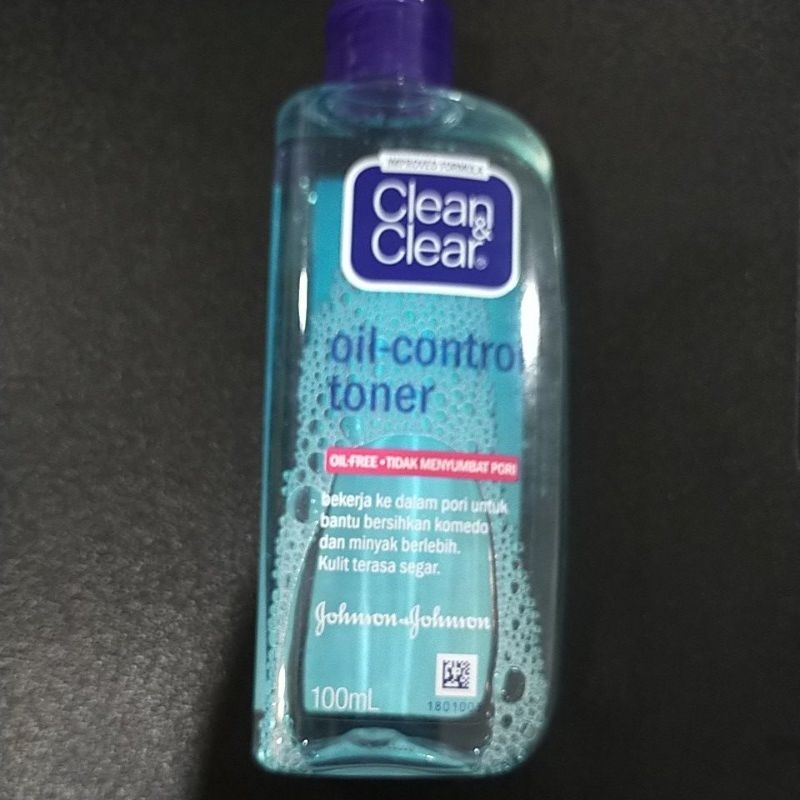 IMPROVED FORMULA
Clean
&
Clear®
oil-control
toner
OIL-FREE • TIDAK MENYUMBAT PORI
bekerja ke dalam pori untuk
bantu bersihkan komedo
dan minyak berlebih.
Kulit terasa segar.
Johnson & Johnson
100mL